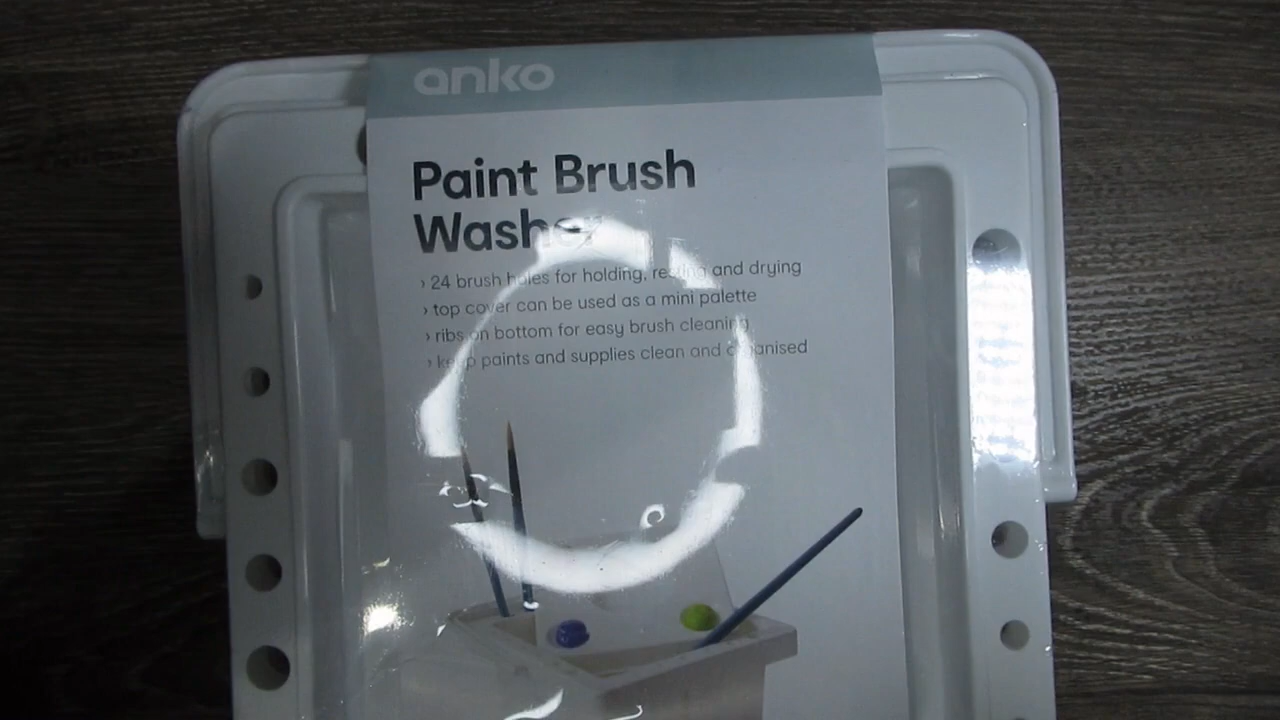 anko
Paint Brush
Washer
› 24 brush holes for holding, resting and drying
› top cover can be used as a mini palette
› ribs on bottom for easy brush cleaning
› keep paints and supplies clean and organised